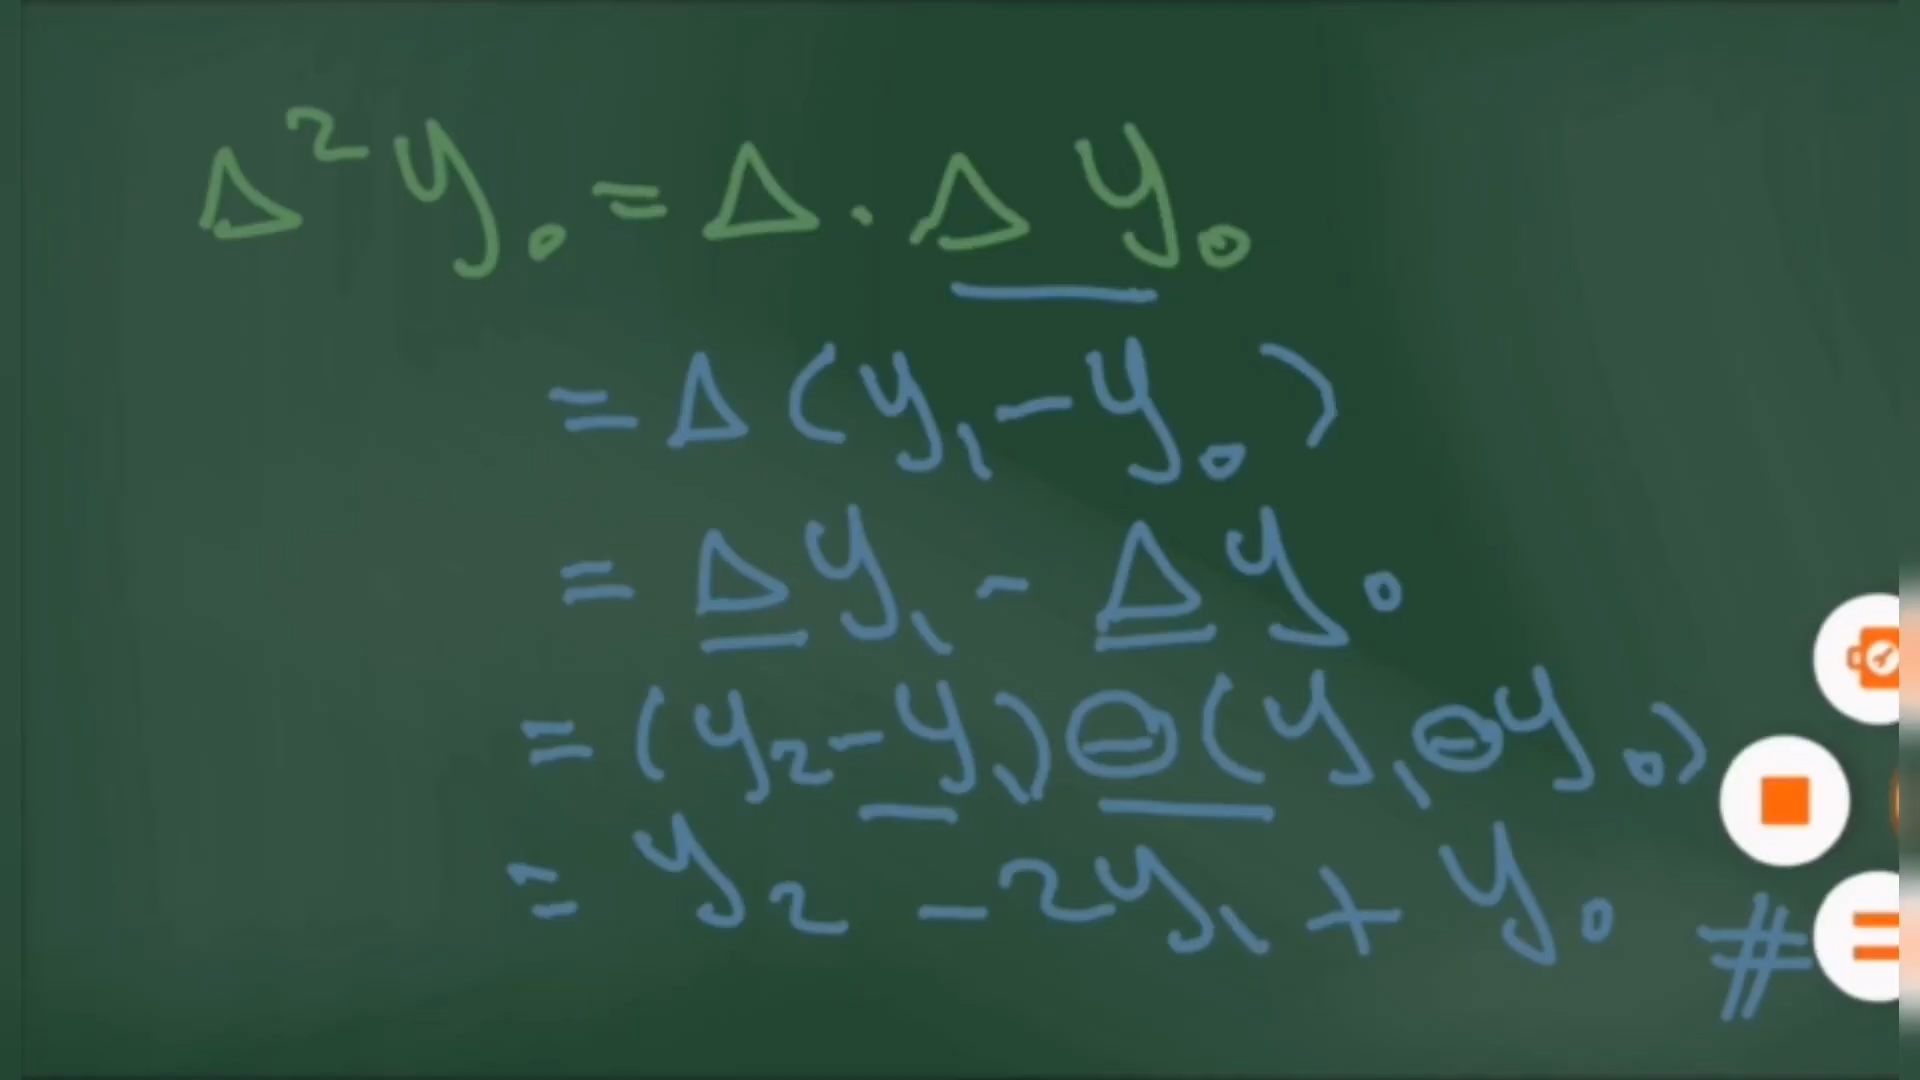 Δ²y₀ = Δ · Δy₀
= Δ(y₁ - y₀)
= Δy₁ - Δy₀
= (y₂ - y₁) ⊖ (y₁ ⊖ y₀)
= y₂ - 2y₁ + y₀ #